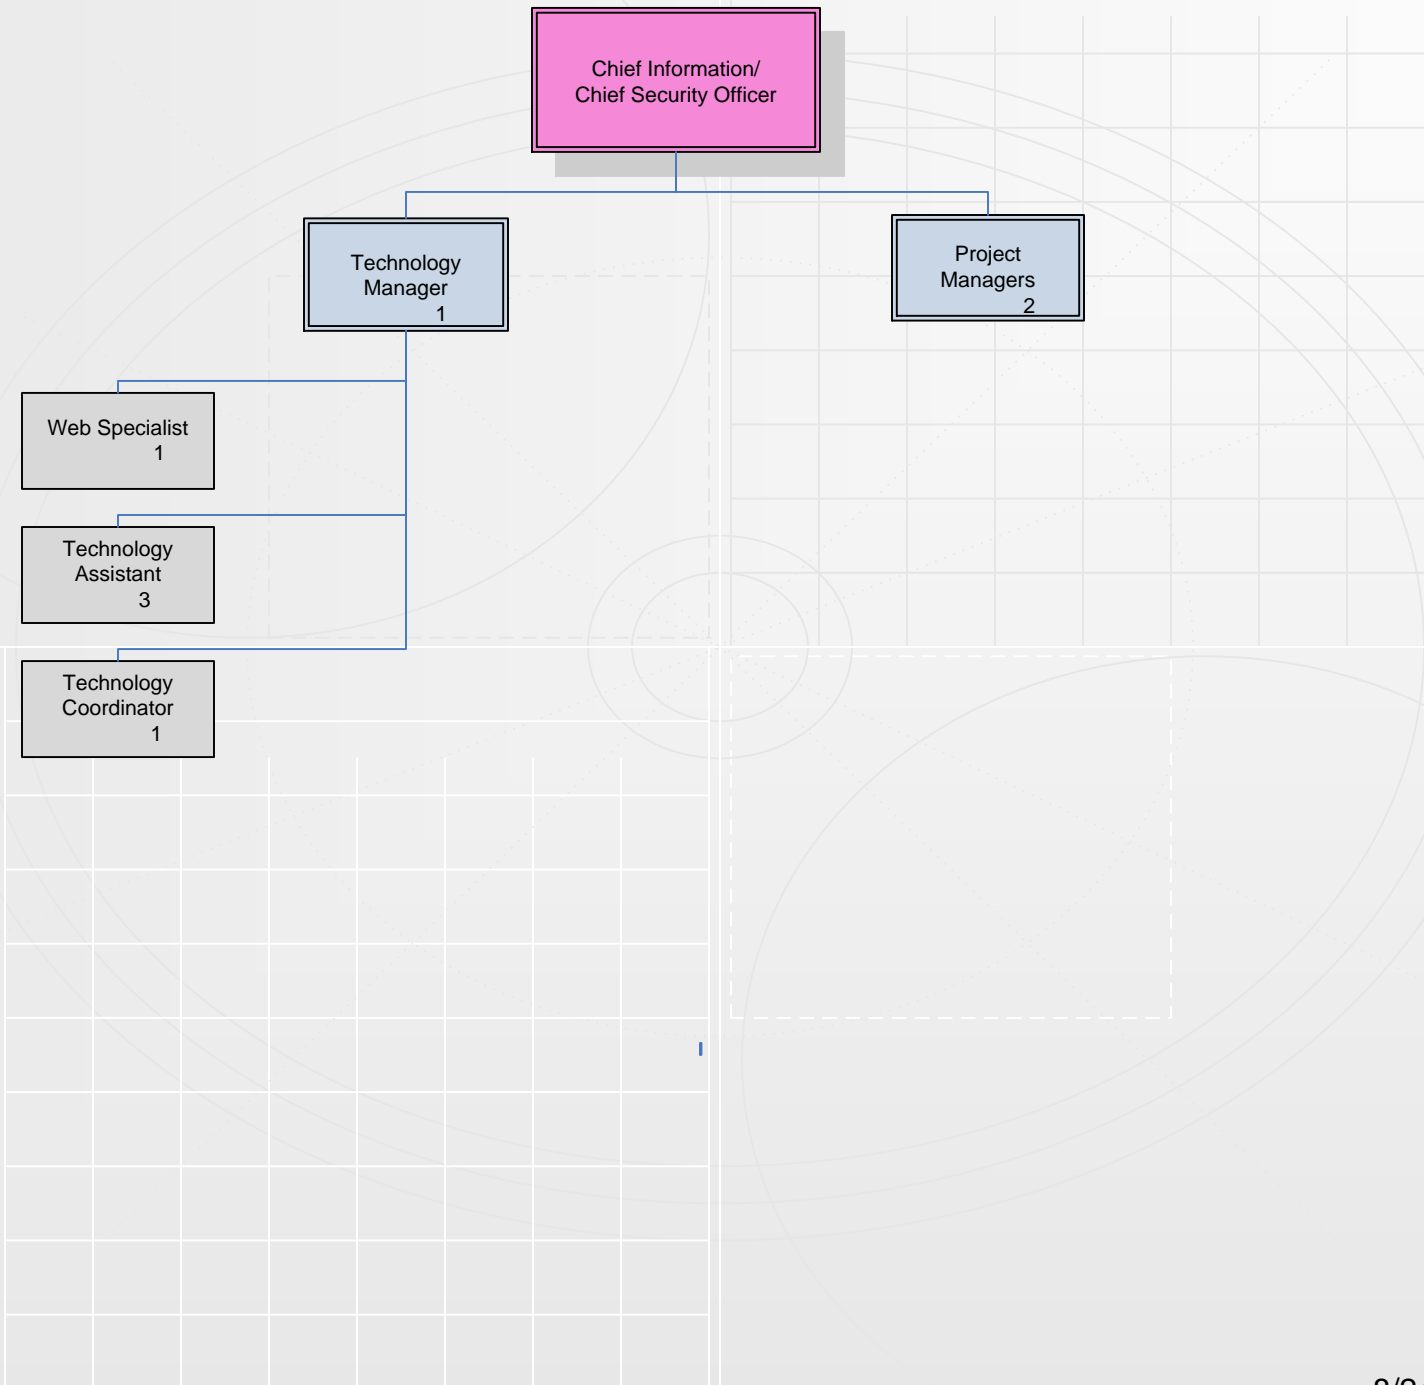 Chief Information/
Chief Security Officer
Technology
Manager
1
Project
Managers
2
Web Specialist
1
Technology
Assistant
3
Technology
Coordinator
1